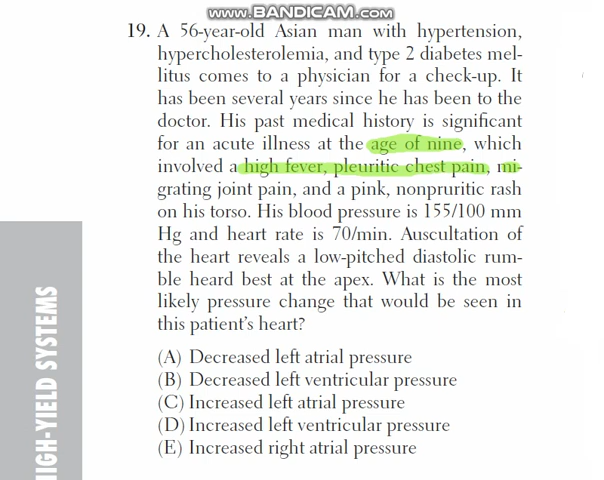 www.BANDICAM.com
19. A 56-year-old Asian man with hypertension,
hypercholesterolemia, and type 2 diabetes mel-
litus comes to a physician for a check-up. It
has been several years since he has been to the
doctor. His past medical history is significant
for an acute illness at the age of nine, which
involved a high fever, pleuritic chest pain, mi-
grating joint pain, and a pink, nonpruritic rash
on his torso. His blood pressure is 155/100 mm
Hg and heart rate is 70/min. Auscultation of
the heart reveals a low-pitched diastolic rum-
ble heard best at the apex. What is the most
likely pressure change that would be seen in
this patient's heart?
(A) Decreased left atrial pressure
(B) Decreased left ventricular pressure
(C) Increased left atrial pressure
(D) Increased left ventricular pressure
(E) Increased right atrial pressure
HIGH-YIELD SYSTEMS